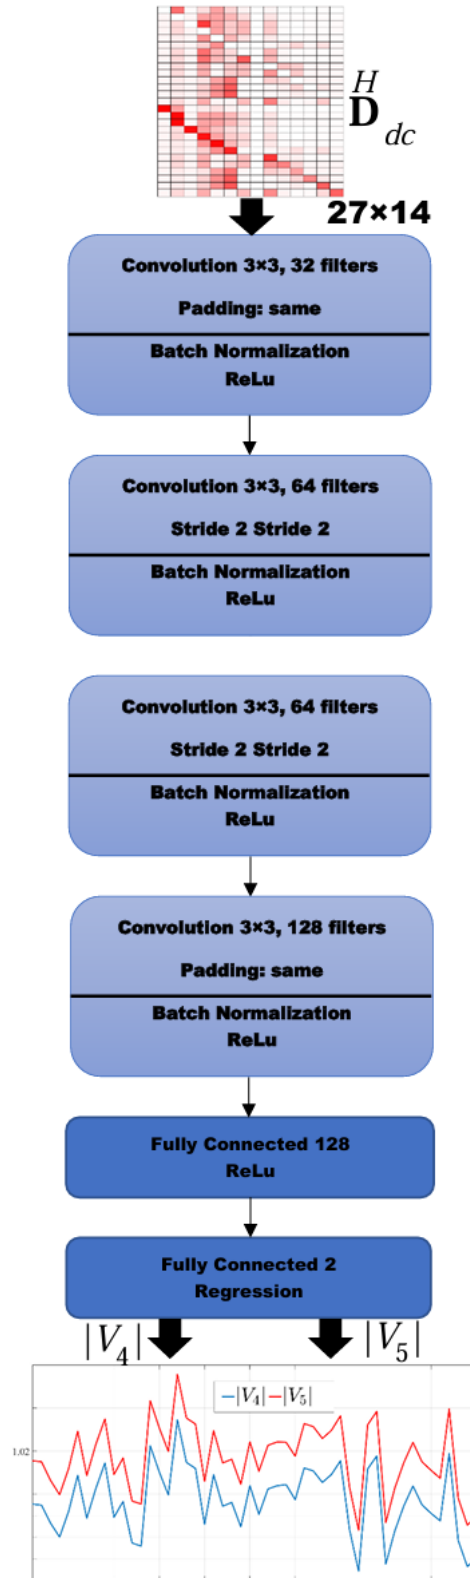 H
D
dc
27×14
Convolution 3×3, 32 filters
Padding: same
Batch Normalization
ReLu
Convolution 3×3, 64 filters
Stride 2 Stride 2
Batch Normalization
ReLu
Convolution 3×3, 64 filters
Stride 2 Stride 2
Batch Normalization
ReLu
Convolution 3×3, 128 filters
Padding: same
Batch Normalization
ReLu
Fully Connected 128
ReLu
Fully Connected 2
Regression
|V₄| |V₅|
|V₄| |V₅|
1.02